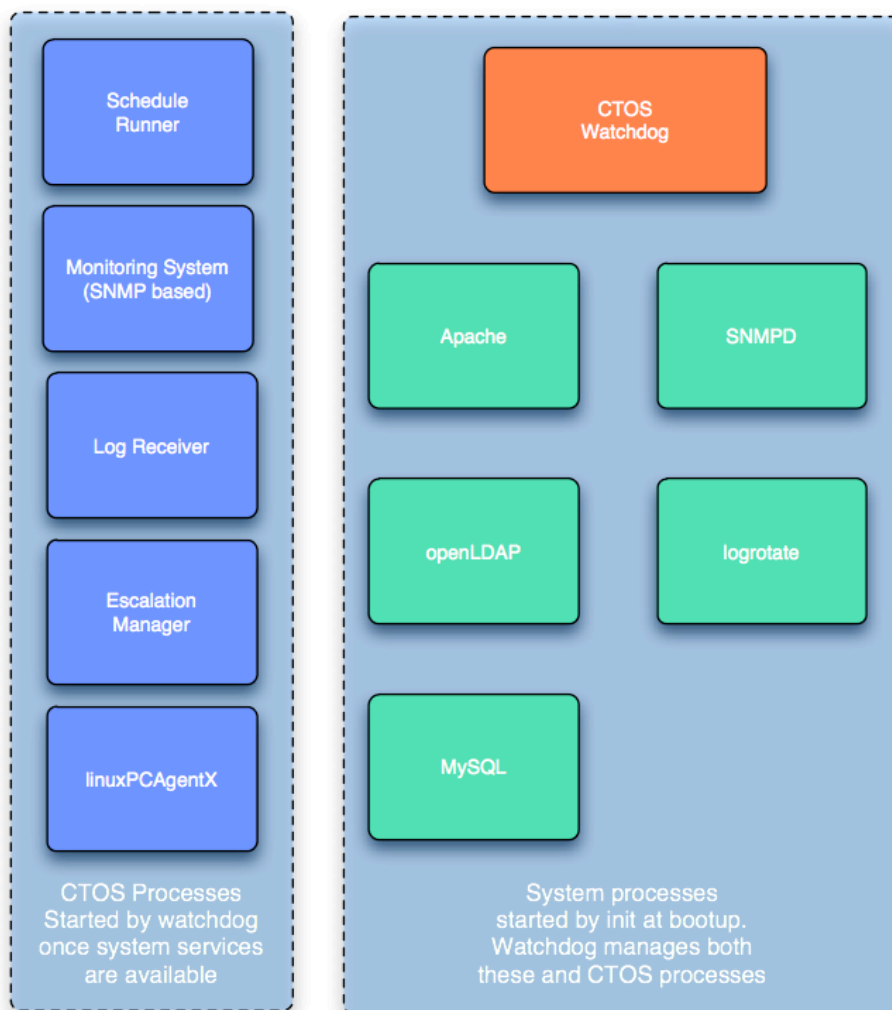 Schedule
Runner
Monitoring System
(SNMP based)
Log Receiver
Escalation
Manager
linuxPCAgentX
CTOS Processes
Started by watchdog
once system services
are available
CTOS
Watchdog
Apache
SNMPD
openLDAP
logrotate
MySQL
System processes
started by init at bootup.
Watchdog manages both
these and CTOS processes